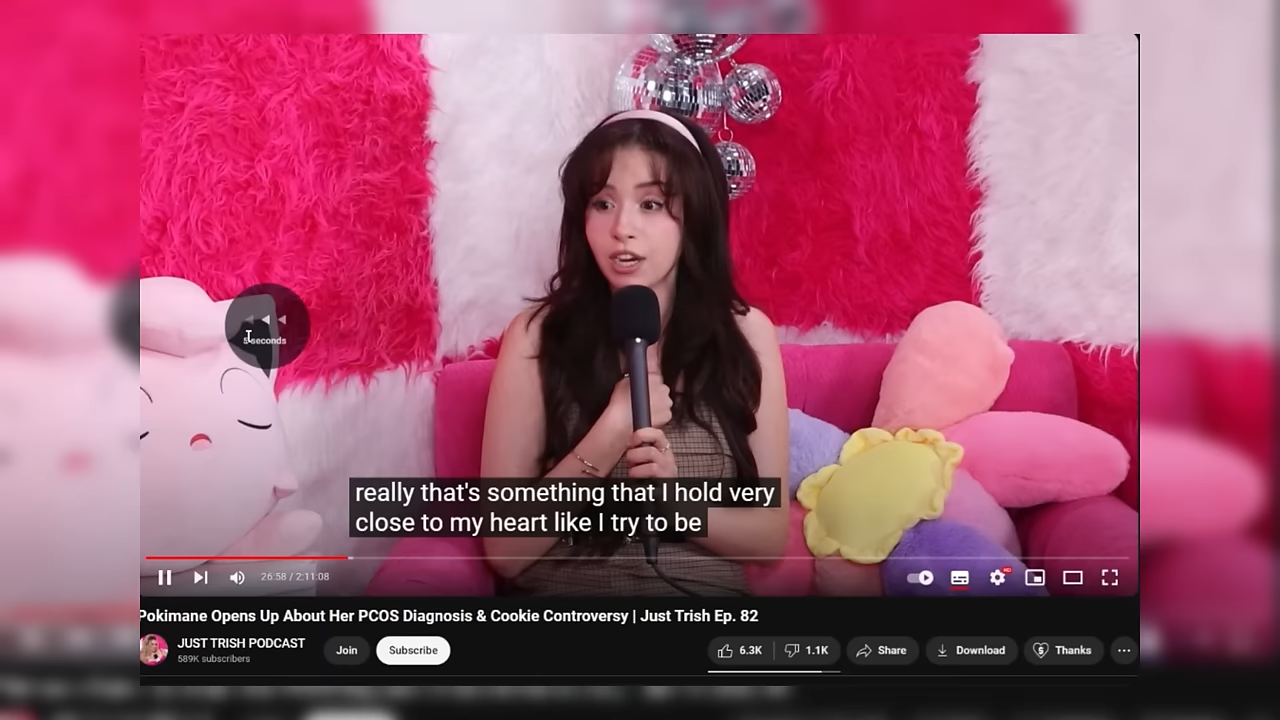 5 seconds
really that's something that I hold very
close to my heart like I try to be
26:58 / 2:11:08
HD
Pokimane Opens Up About Her PCOS Diagnosis & Cookie Controversy | Just Trish Ep. 82
JUST TRISH PODCAST
589K subscribers
Join
Subscribe
6.3K
1.1K
Share
Download
Thanks